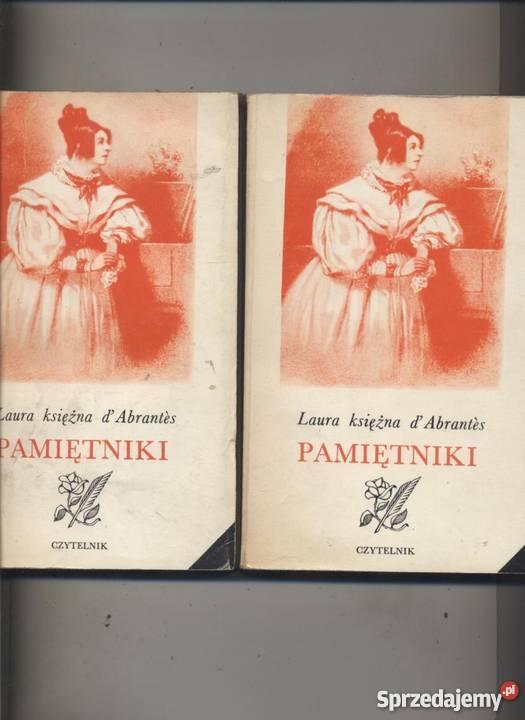 Laura księżna d'Abrantès
PAMIĘTNIKI
CZYTELNIK
Laura księżna d'Abrantès
PAMIĘTNIKI
CZYTELNIK
Sprzedajemy.pl